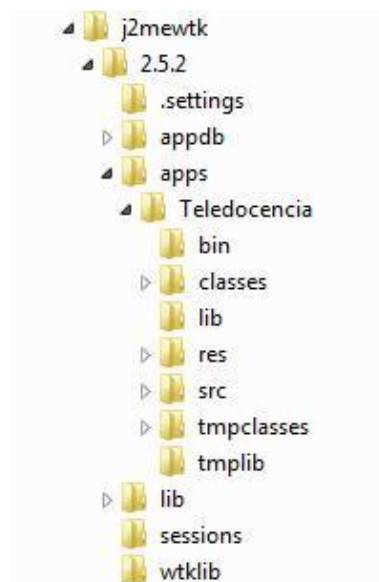 j2mewtk
2.5.2
.settings
appdb
apps
Teledocencia
bin
classes
lib
res
src
tmpclasses
tmplib
lib
sessions
wtklib